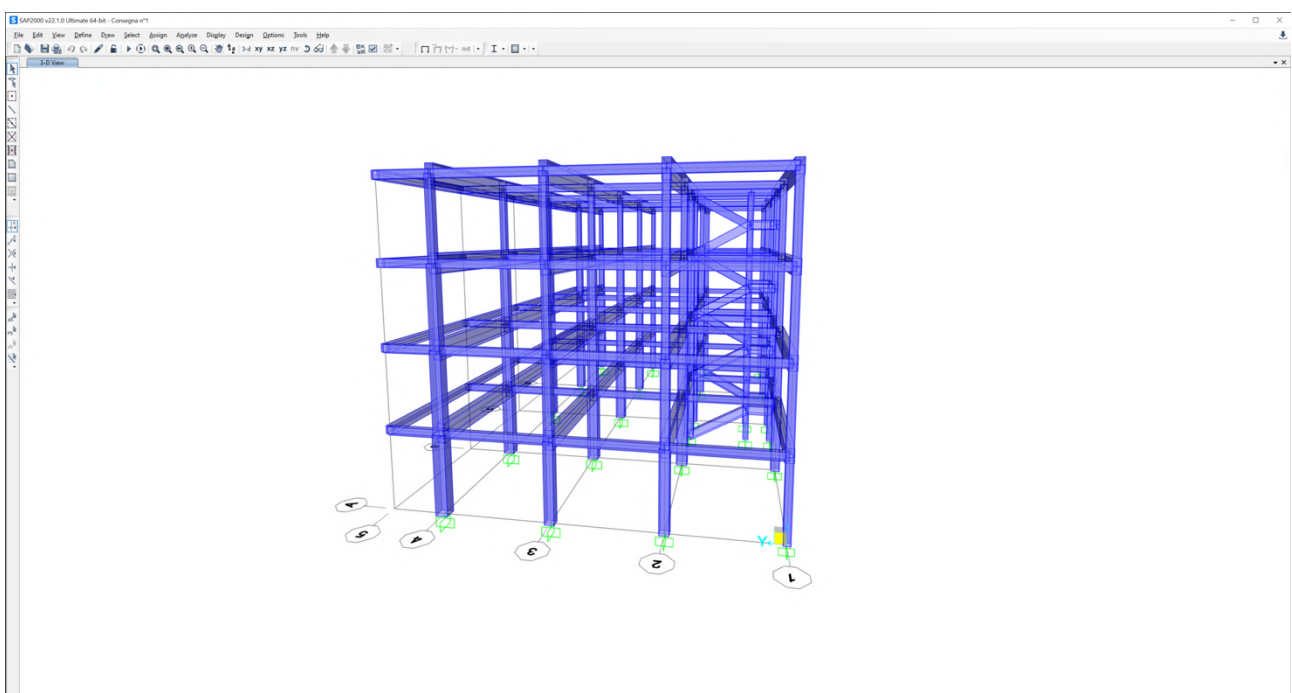 SAP2000 v22.1.0 Ultimate 64-bit - Consegna n°1
File Edit View Define Draw Select Assign Analyze Display Design Options Tools Help
3-d xy xz yz nv nd
3-D View
5
4
3
2
Y
1